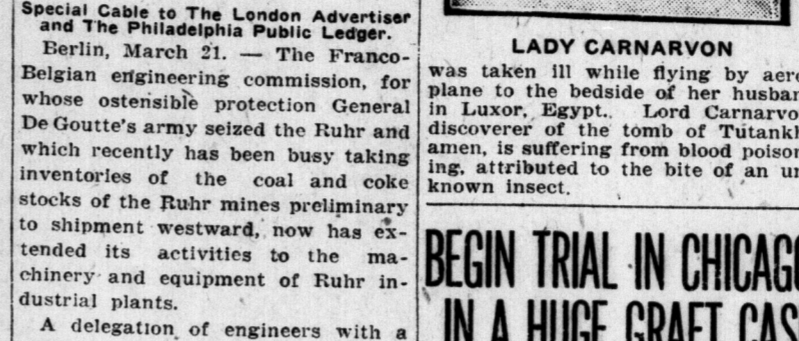 Special Cable to The London Advertiser
and The Philadelphia Public Ledger.
Berlin, March 21. — The Franco-
Belgian engineering commission, for
whose ostensible protection General
De Goutte's army seized the Ruhr and
which recently has been busy taking
inventories of the coal and coke
stocks of the Ruhr mines preliminary
to shipment westward, now has ex-
tended its activities to the ma-
chinery and equipment of Ruhr in-
dustrial plants.
A delegation of engineers with a
LADY CARNARVON
was taken ill while flying by aero
plane to the bedside of her husban
in Luxor, Egypt. Lord Carnarvo
discoverer of the tomb of Tutankh
amen, is suffering from blood poison
ing, attributed to the bite of an un
known insect.
BEGIN TRIAL IN CHICAGO
IN A HUGE GRAFT CAS